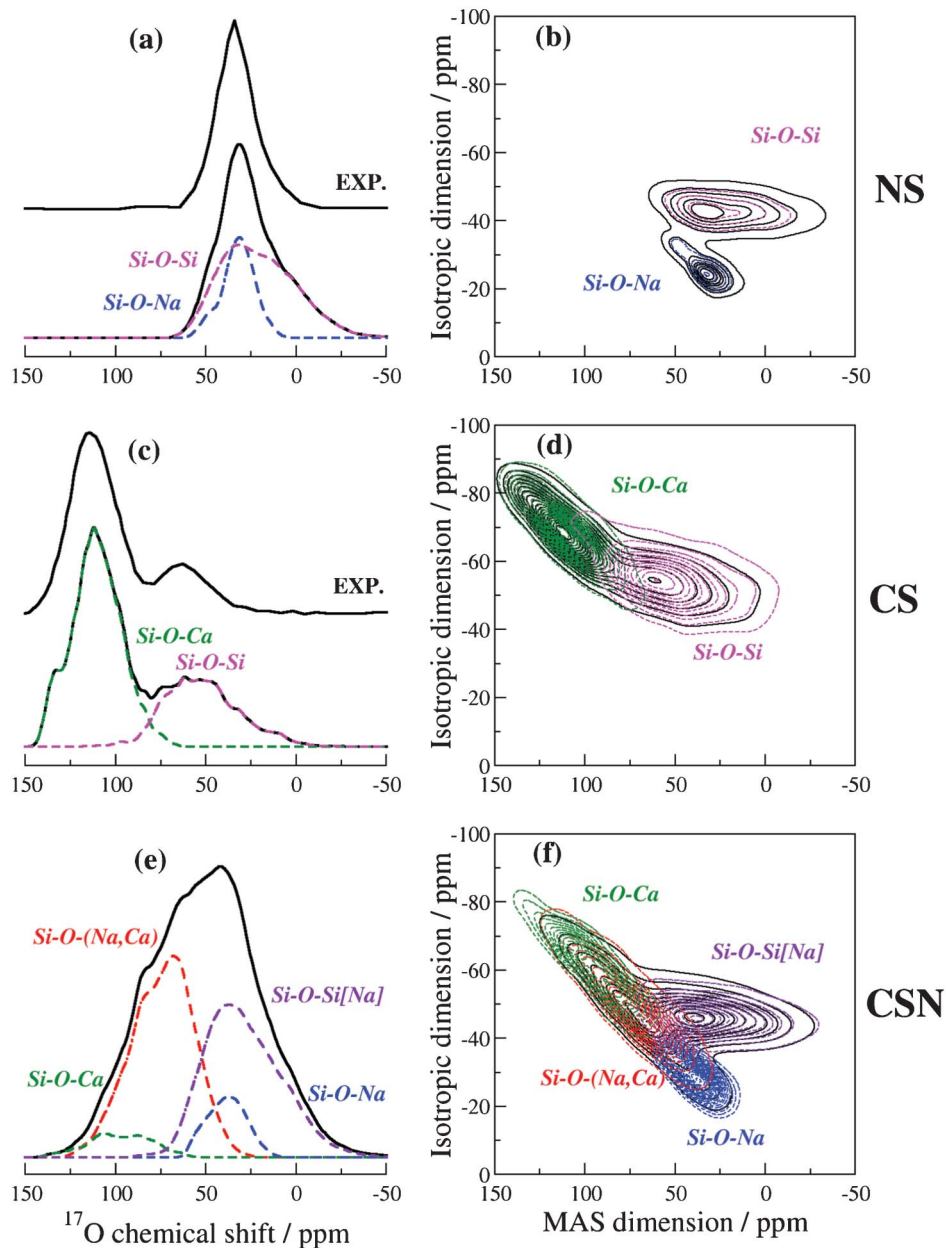 (a)
EXP.
Si-O-Si
Si-O-Na
150 100 50 0 -50
(b)
Isotropic dimension / ppm
-100
-80
-60
-40
-20
0
Si-O-Si
Si-O-Na
150 100 50 0 -50
NS
(c)
EXP.
Si-O-Ca
Si-O-Si
150 100 50 0 -50
(d)
Isotropic dimension / ppm
-100
-80
-60
-40
-20
0
Si-O-Ca
Si-O-Si
150 100 50 0 -50
CS
(e)
Si-O-(Na,Ca)
Si-O-Si[Na]
Si-O-Ca
Si-O-Na
150 100 50 0 -50
17O chemical shift / ppm
(f)
Isotropic dimension / ppm
-100
-80
-60
-40
-20
0
Si-O-Ca
Si-O-Si[Na]
Si-O-(Na,Ca)
Si-O-Na
150 100 50 0 -50
MAS dimension / ppm
CSN